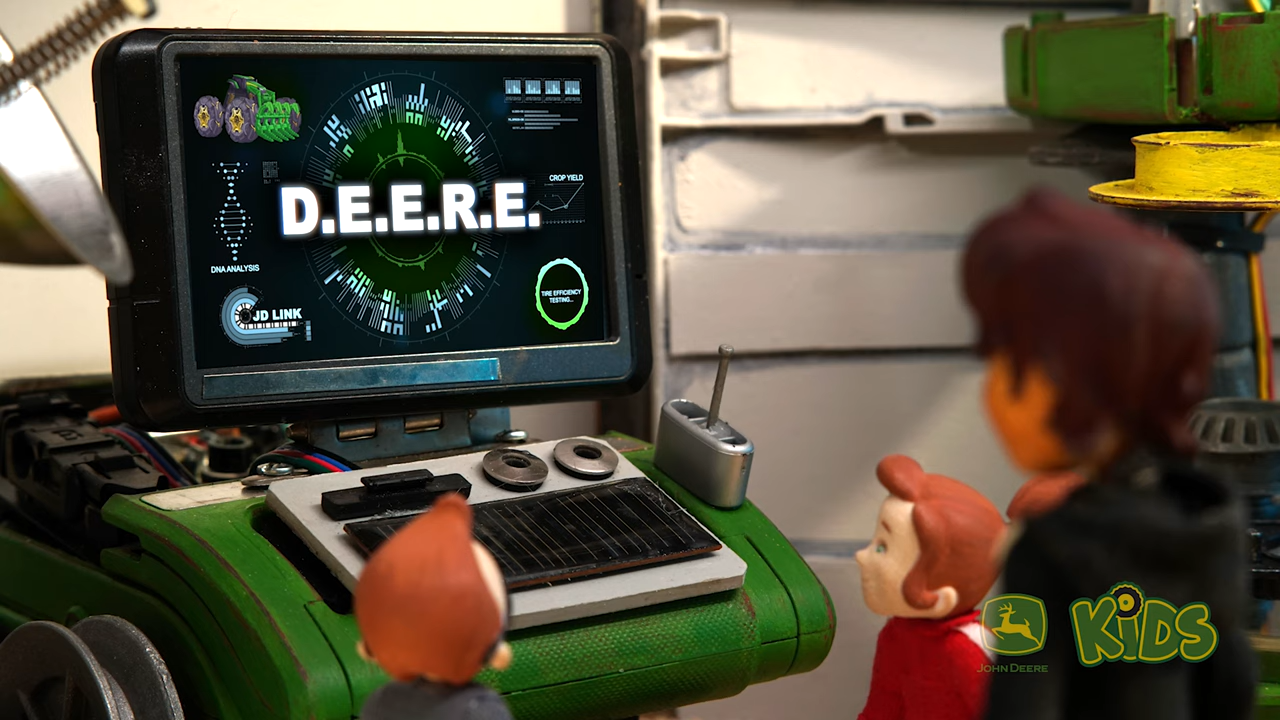 D.E.E.R.E.
CROP YIELD
DNA ANALYSIS
JD LINK
TIRE EFFICIENCY
TESTING...
JOHN DEERE
KiDS